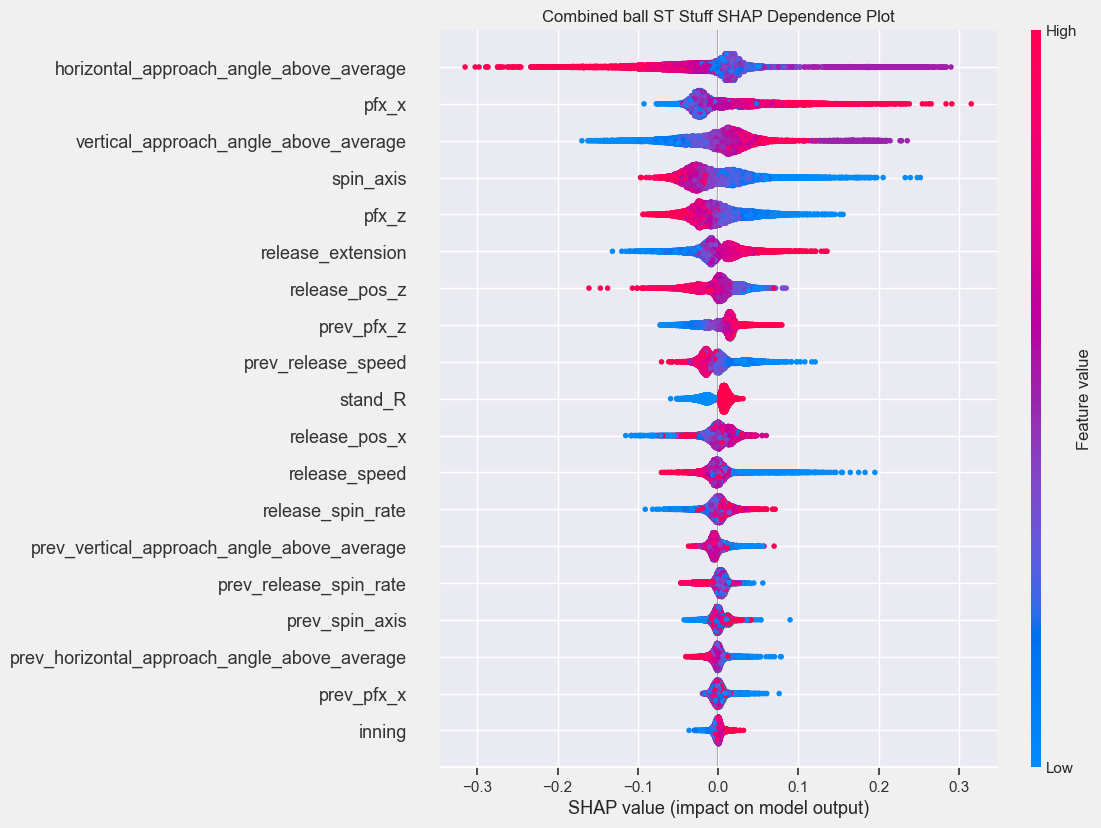 Combined ball ST Stuff SHAP Dependence Plot
High
horizontal_approach_angle_above_average
pfx_x
vertical_approach_angle_above_average
spin_axis
pfx_z
release_extension
release_pos_z
prev_pfx_z
prev_release_speed
stand_R
release_pos_x
release_speed
release_spin_rate
prev_vertical_approach_angle_above_average
prev_release_spin_rate
prev_spin_axis
prev_horizontal_approach_angle_above_average
prev_pfx_x
inning
Feature value
Low
−0.3 −0.2 −0.1 0.0 0.1 0.2 0.3
SHAP value (impact on model output)